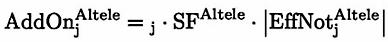 AddOn_j^Altele = _j · SF^Altele · |EffNot_j^Altele|